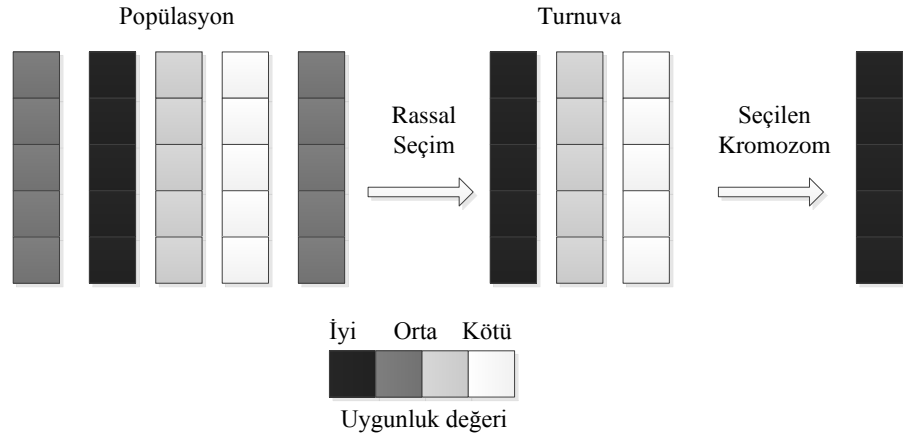 Popülasyon
Turnuva
Rassal
Seçim
Seçilen
Kromozom
İyi Orta Kötü
Uygunluk değeri